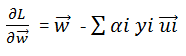 ∂L/∂w⃗ = w⃗ - ∑ αi yi u⃗i⃗